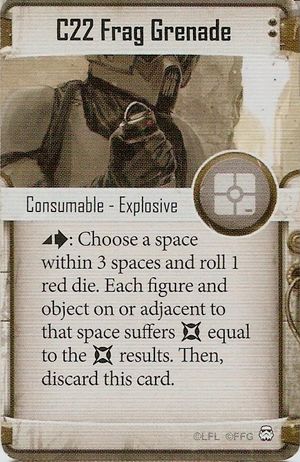 C22 Frag Grenade
Consumable - Explosive
: Choose a space
within 3 spaces and roll 1
red die. Each figure and
object on or adjacent to
that space suffers equal
to the results. Then,
discard this card.
©LFL ©FFG